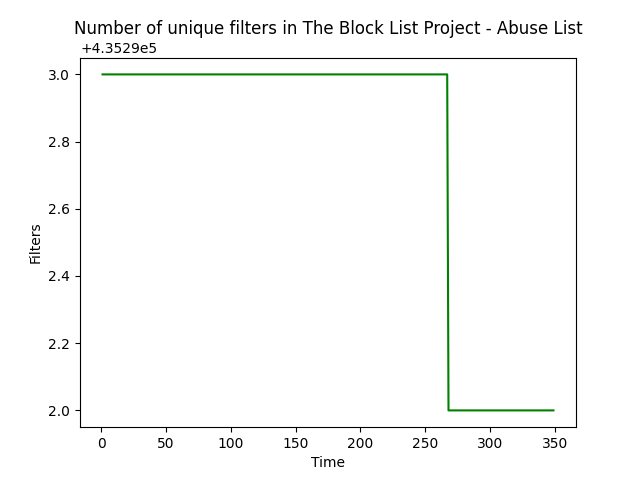 Number of unique filters in The Block List Project - Abuse List
+4.3529e5
3.0
2.8
2.6
2.4
2.2
2.0
Filters
0 50 100 150 200 250 300 350
Time